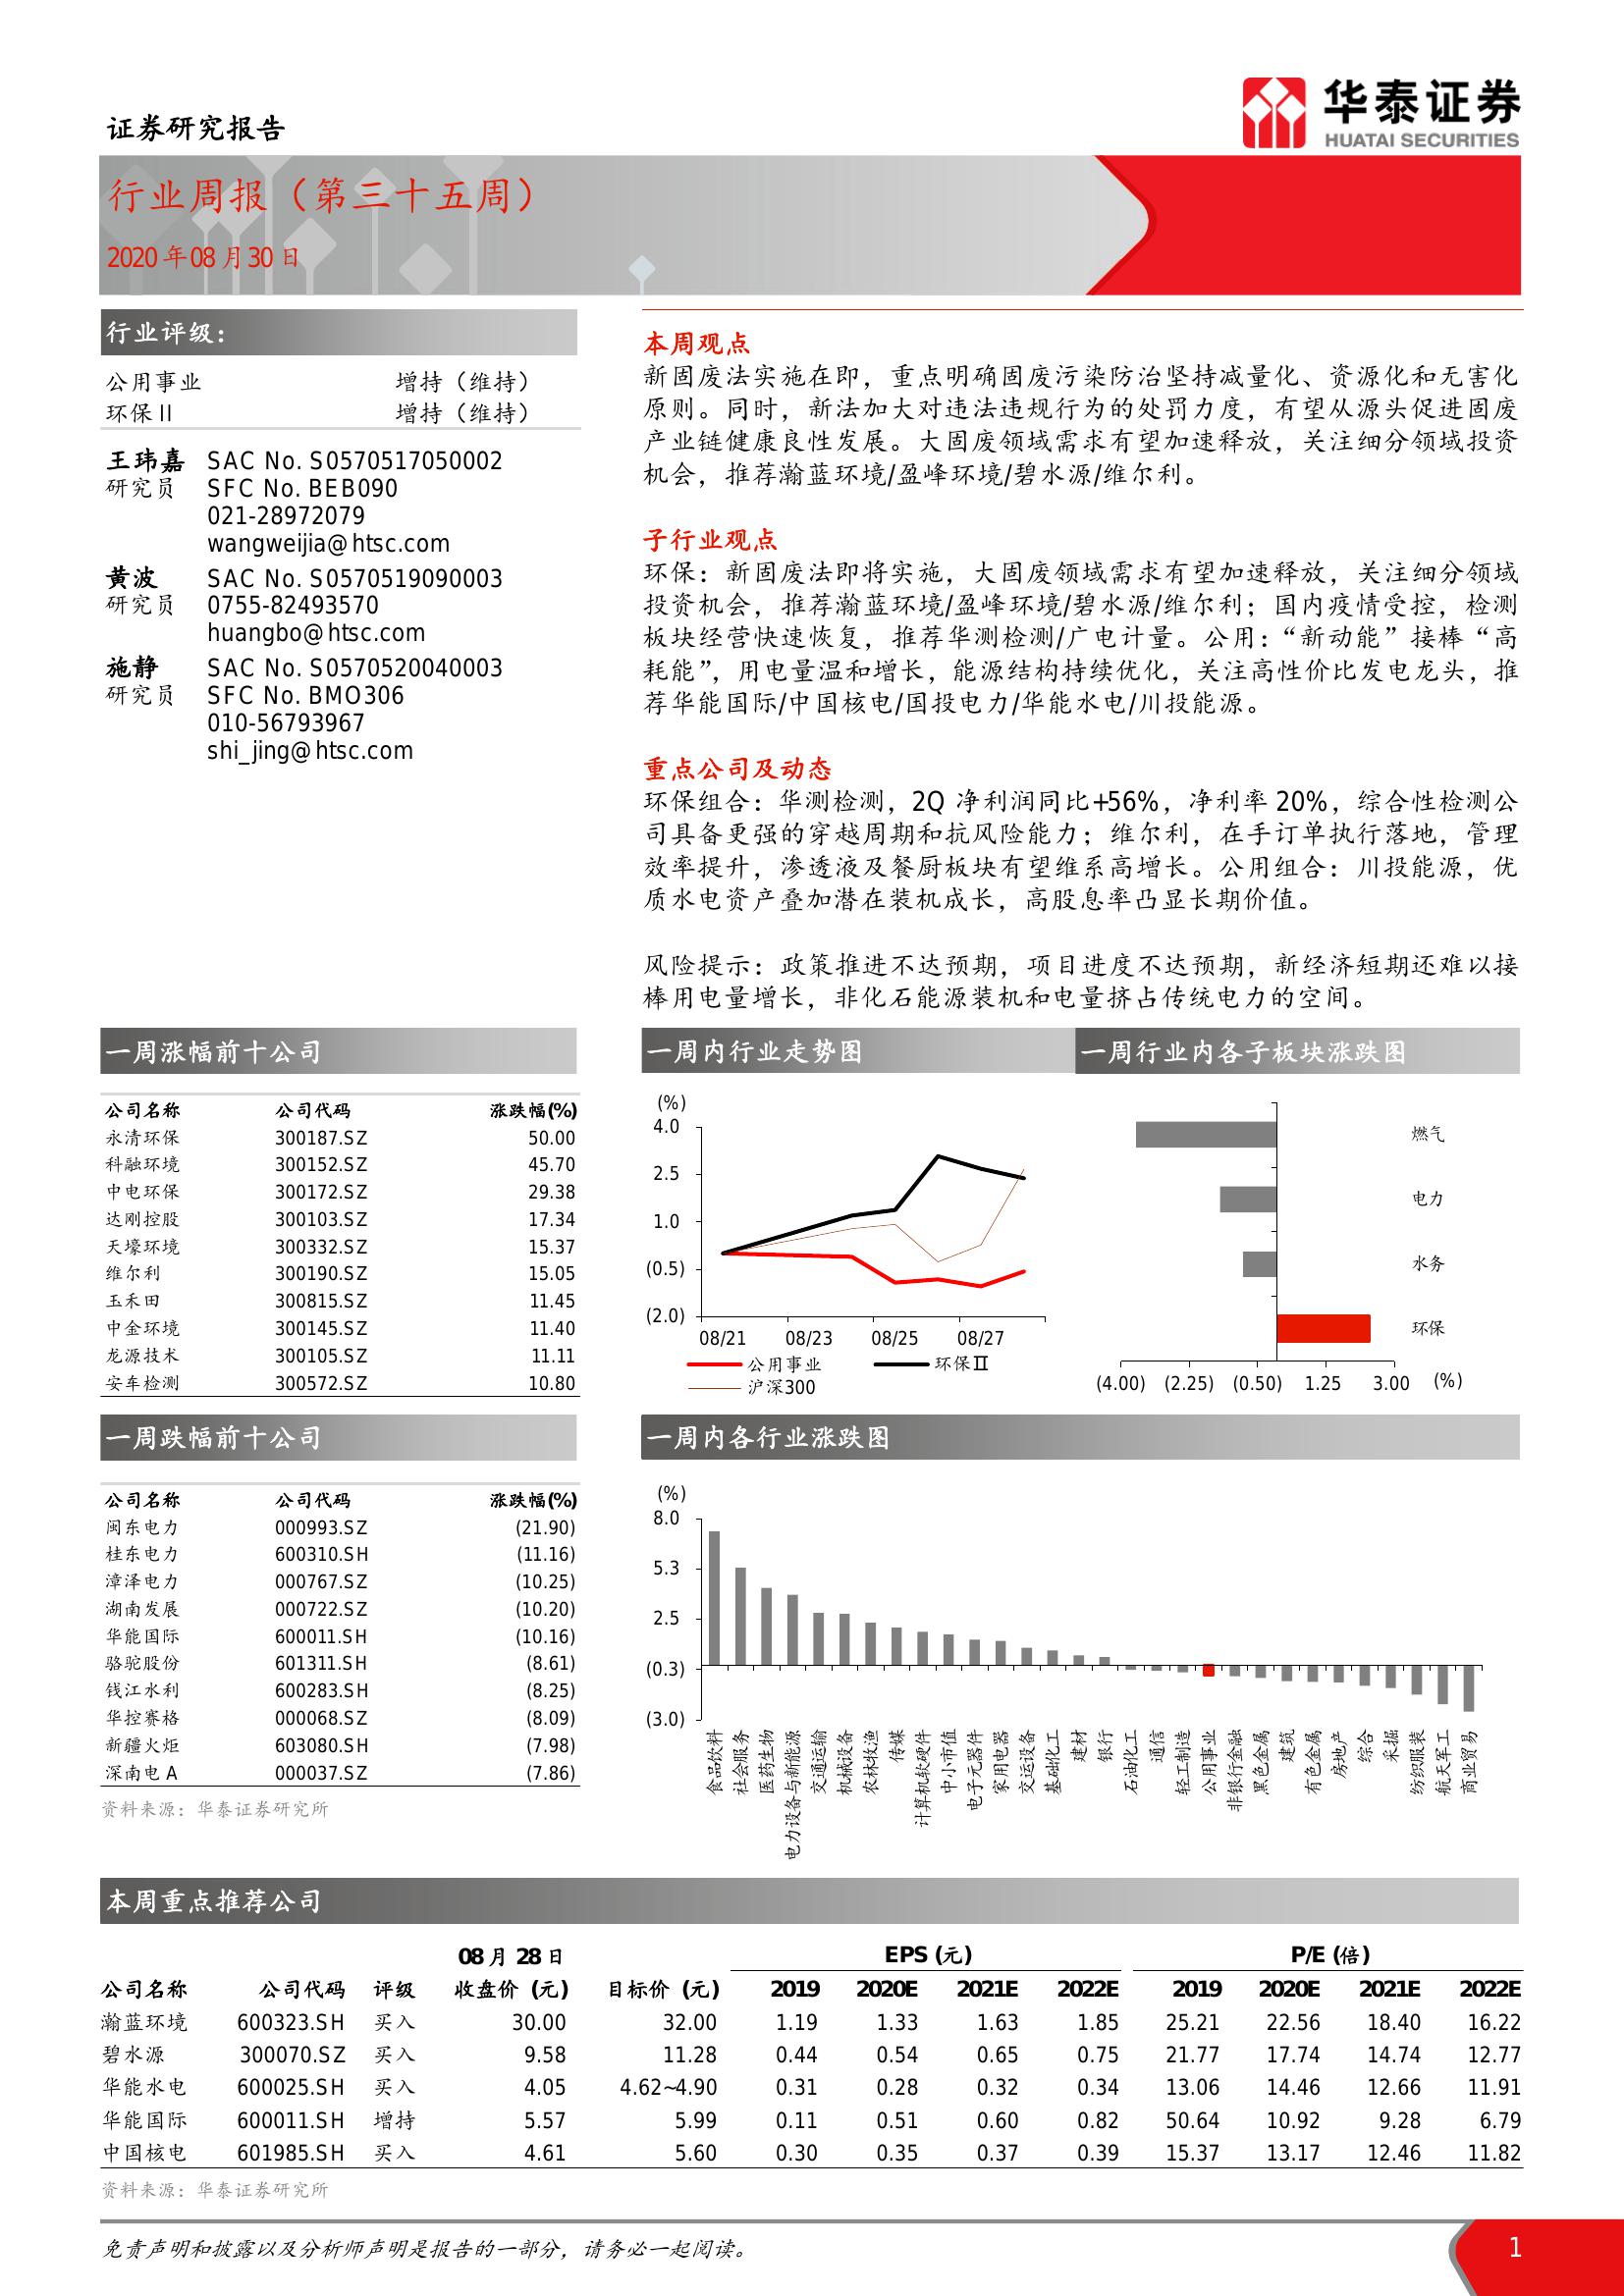 证券研究报告
华泰证券
HUATAI SECURITIES
行业周报（第三十五周）
2020年08月30日
行业评级：
公用事业 增持（维持）
环保II 增持（维持）
王玮嘉 SAC No. S0570517050002
研究员 SFC No. BEB090
021-28972079
wangweijia@htsc.com
黄波 SAC No. S0570519090003
研究员 0755-82493570
huangbo@htsc.com
施静 SAC No. S0570520040003
研究员 SFC No. BMO306
010-56793967
shi_jing@htsc.com
本周观点
新固废法实施在即，重点明确固废污染防治坚持减量化、资源化和无害化
原则。同时，新法加大对违法违规行为的处罚力度，有望从源头促进固废
产业链健康良性发展。大固废领域需求有望加速释放，关注细分领域投资
机会，推荐瀚蓝环境/盈峰环境/碧水源/维尔利。
子行业观点
环保：新固废法即将实施，大固废领域需求有望加速释放，关注细分领域
投资机会，推荐瀚蓝环境/盈峰环境/碧水源/维尔利；国内疫情受控，检测
板块经营快速恢复，推荐华测检测/广电计量。公用：“新动能”接棒“高
耗能”，用电量温和增长，能源结构持续优化，关注高性价比发电龙头，推
荐华能国际/中国核电/国投电力/华能水电/川投能源。
重点公司及动态
环保组合：华测检测，2Q 净利润同比+56%，净利率 20%，综合性检测公
司具备更强的穿越周期和抗风险能力；维尔利，在手订单执行落地，管理
效率提升，渗透液及餐厨板块有望维系高增长。公用组合：川投能源，优
质水电资产叠加潜在装机成长，高股息率凸显长期价值。
风险提示：政策推进不达预期，项目进度不达预期，新经济短期还难以接
棒用电量增长，非化石能源装机和电量挤占传统电力的空间。
一周涨幅前十公司
公司名称 公司代码 涨跌幅(%)
永清环保 300187.SZ 50.00
科融环境 300152.SZ 45.70
中电环保 300172.SZ 29.38
达刚控股 300103.SZ 17.34
天壕环境 300332.SZ 15.37
维尔利 300190.SZ 15.05
玉禾田 300815.SZ 11.45
中金环境 300145.SZ 11.40
龙源技术 300105.SZ 11.11
安车检测 300572.SZ 10.80
一周内行业走势图
(%)
4.0
2.5
1.0
(0.5)
(2.0)
08/21 08/23 08/25 08/27
公用事业 环保Ⅱ
沪深300
一周行业内各子板块涨跌图
燃气
电力
水务
环保
(4.00) (2.25) (0.50) 1.25 3.00 (%)
一周跌幅前十公司
公司名称 公司代码 涨跌幅(%)
闽东电力 000993.SZ (21.90)
桂东电力 600310.SH (11.16)
漳泽电力 000767.SZ (10.25)
湖南发展 000722.SZ (10.20)
华能国际 600011.SH (10.16)
骆驼股份 601311.SH (8.61)
钱江水利 600283.SH (8.25)
华控赛格 000068.SZ (8.09)
新疆火炬 603080.SH (7.98)
深南电 A 000037.SZ (7.86)
资料来源：华泰证券研究所
一周内各行业涨跌图
(%)
8.0
5.3
2.5
(0.3)
(3.0)
食品饮料
社会服务
医药生物
电力设备与新能源
交通运输
机械设备
农林牧渔
传媒
计算机软硬件
中小市值
电子元器件
家用电器
交运设备
基础化工
建材
银行
石油化工
通信
轻工制造
公用事业
非银行金融
黑色金属
建筑
有色金属
房地产
综合
采掘
纺织服装
航天军工
商业贸易
本周重点推荐公司
08月28日 EPS (元) P/E (倍)
公司名称 公司代码 评级 收盘价 (元) 目标价 (元) 2019 2020E 2021E 2022E 2019 2020E 2021E 2022E
瀚蓝环境 600323.SH 买入 30.00 32.00 1.19 1.33 1.63 1.85 25.21 22.56 18.40 16.22
碧水源 300070.SZ 买入 9.58 11.28 0.44 0.54 0.65 0.75 21.77 17.74 14.74 12.77
华能水电 600025.SH 买入 4.05 4.62~4.90 0.31 0.28 0.32 0.34 13.06 14.46 12.66 11.91
华能国际 600011.SH 增持 5.57 5.99 0.11 0.51 0.60 0.82 50.64 10.92 9.28 6.79
中国核电 601985.SH 买入 4.61 5.60 0.30 0.35 0.37 0.39 15.37 13.17 12.46 11.82
资料来源：华泰证券研究所
免责声明和披露以及分析师声明是报告的一部分，请务必一起阅读。
1